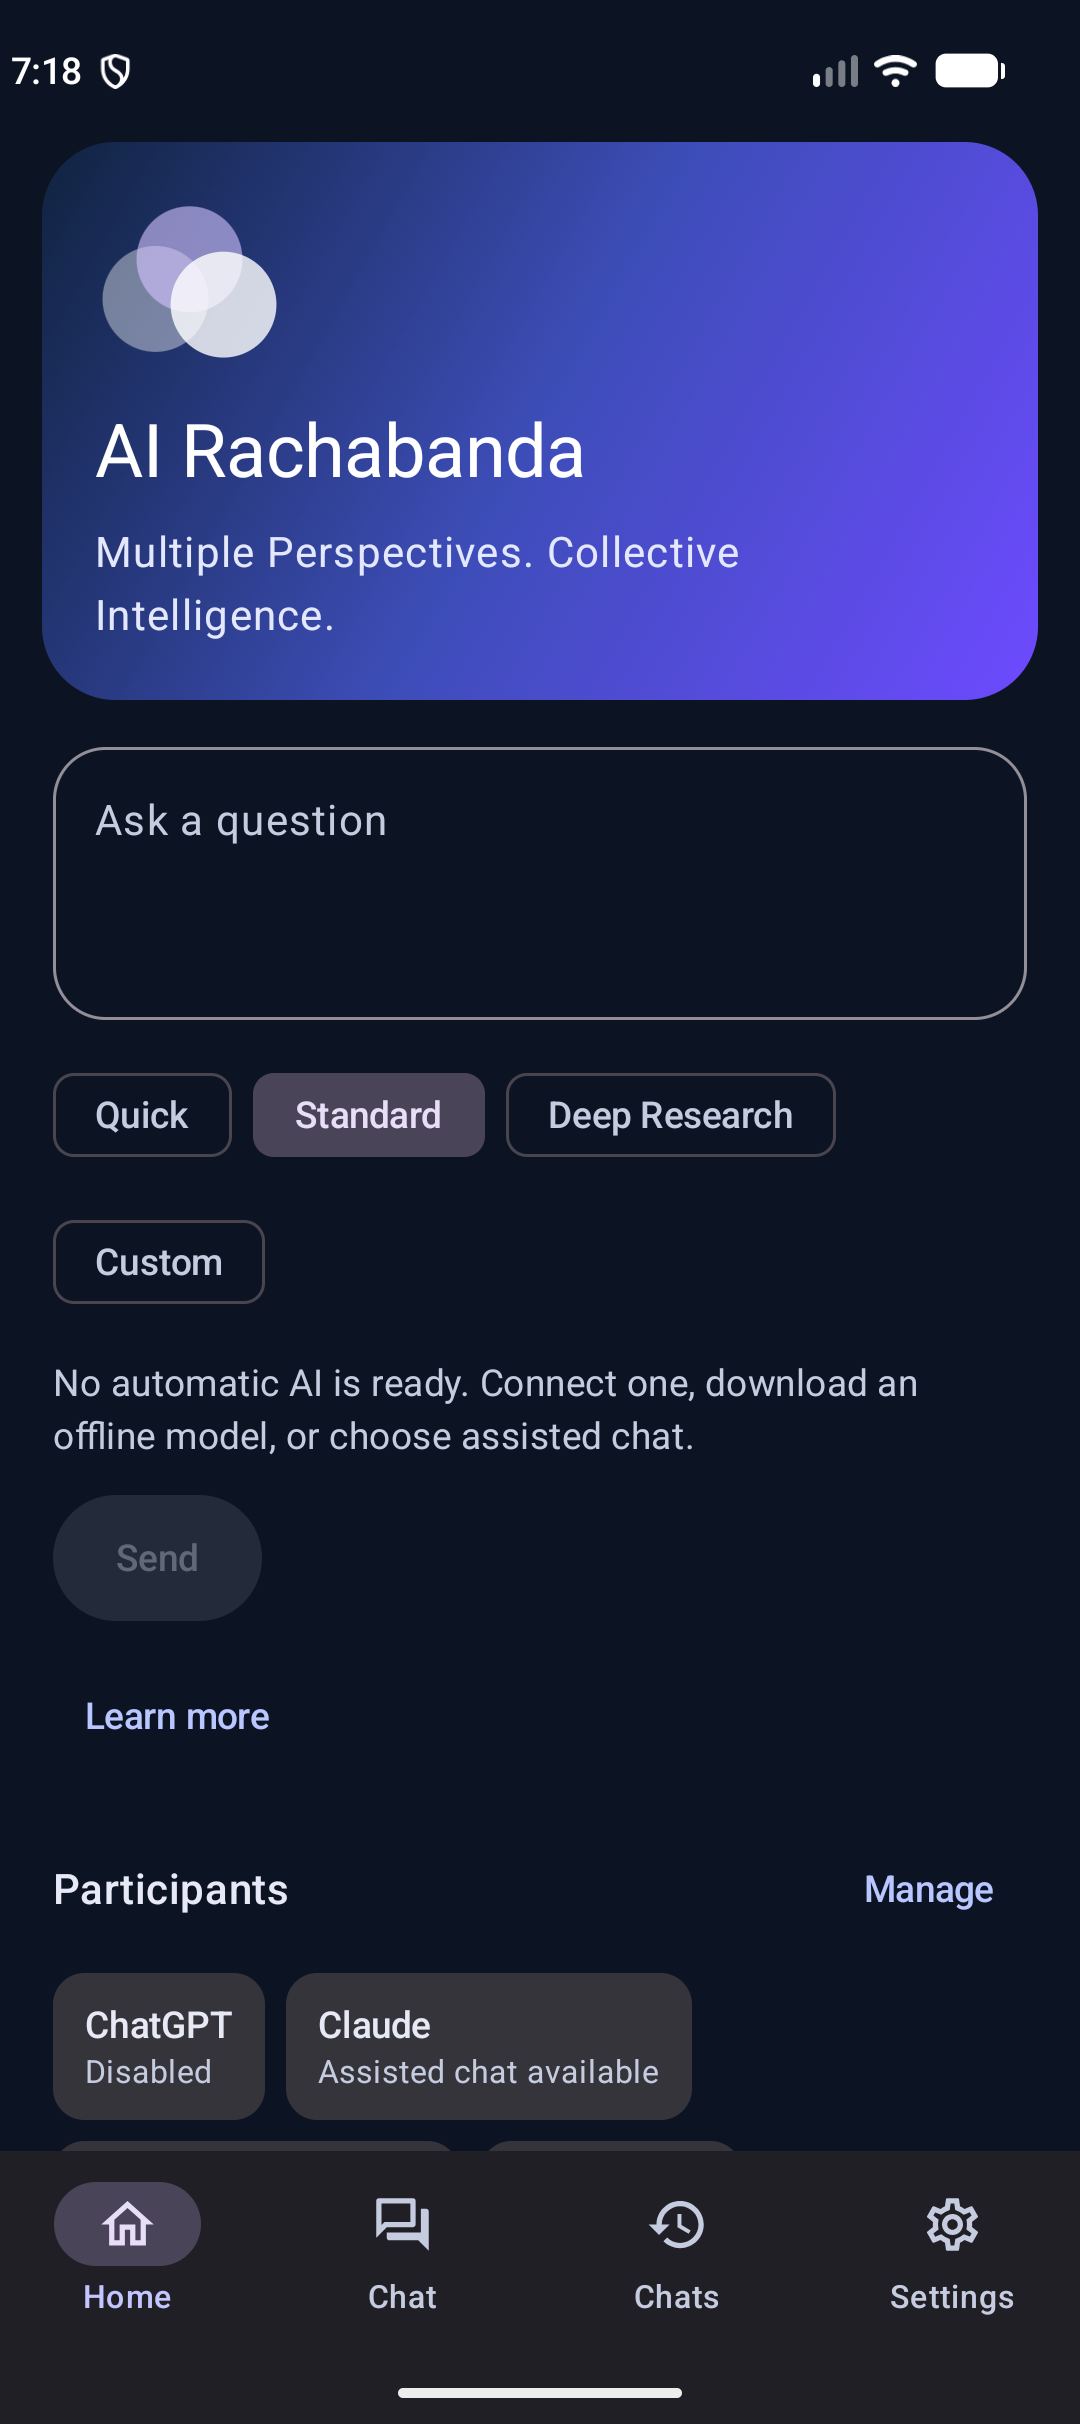 7:18
AI Rachabanda
Multiple Perspectives. Collective
Intelligence.
Ask a question
Quick
Standard
Deep Research
Custom
No automatic AI is ready. Connect one, download an
offline model, or choose assisted chat.
Send
Learn more
Participants
Manage
ChatGPT
Disabled
Claude
Assisted chat available
Home
Chat
Chats
Settings